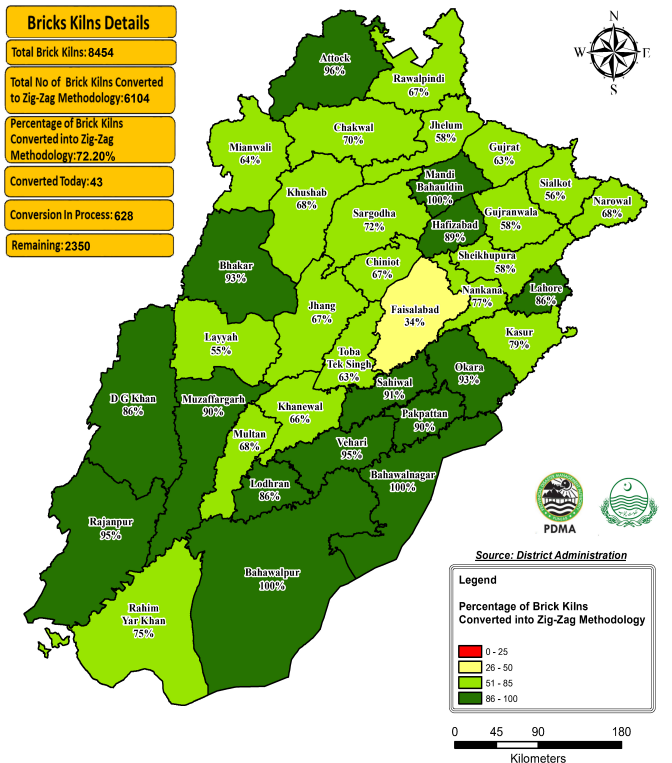 Bricks Kilns Details
Total Brick Kilns:8454
Total No of Brick Kilns Converted
to Zig-Zag Methodology:6104
Percentage of Brick Kilns
Converted into Zig-Zag
Methodology:72.20%
Converted Today:43
Conversion In Process:628
Remaining:2350
N
W
E
S
Attock
96%
Rawalpindi
67%
Chakwal
70%
Jhelum
58%
Mianwali
64%
Gujrat
63%
Mandi
Bahauldin
100%
Khushab
68%
Sialkot
56%
Narowal
68%
Sargodha
72%
Gujranwala
58%
Hafizabad
89%
Sheikhupura
58%
Bhakar
93%
Chiniot
67%
Nankana
77%
Lahore
86%
Jhang
67%
Faisalabad
34%
Layyah
55%
Kasur
79%
Toba
Tek Singh
63%
Okara
93%
Sahiwal
91%
D G Khan
86%
Muzaffargarh
90%
Khanewal
66%
Pakpattan
90%
Multan
68%
Vehari
95%
Lodhran
86%
Bahawalnagar
100%
Rajanpur
95%
Bahawalpur
100%
Rahim
Yar Khan
75%
PDMA
Source: District Administration
Legend
Percentage of Brick Kilns
Converted into Zig-Zag Methodology
0 - 25
26 - 50
51 - 85
86 - 100
0 45 90 180
Kilometers